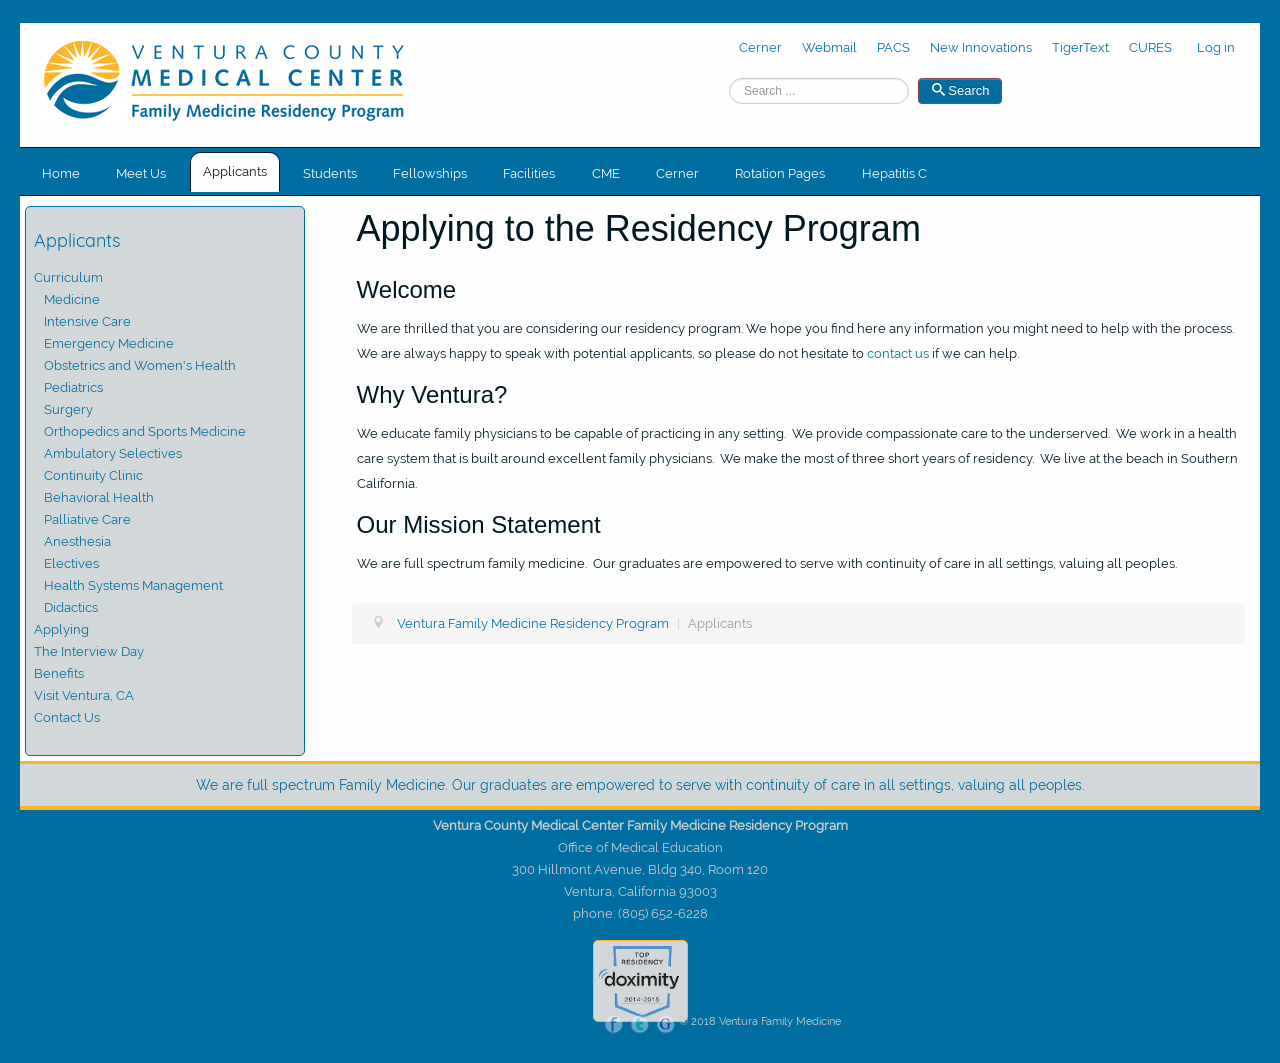 VENTURA COUNTY
MEDICAL CENTER
Family Medicine Residency Program
Cerner Webmail PACS New Innovations TigerText CURES Log in
Search ... Search
Home Meet Us Applicants Students Fellowships Facilities CME Cerner Rotation Pages Hepatitis C
Applicants
Curriculum
Medicine
Intensive Care
Emergency Medicine
Obstetrics and Women's Health
Pediatrics
Surgery
Orthopedics and Sports Medicine
Ambulatory Selectives
Continuity Clinic
Behavioral Health
Palliative Care
Anesthesia
Electives
Health Systems Management
Didactics
Applying
The Interview Day
Benefits
Visit Ventura, CA
Contact Us
Applying to the Residency Program
Welcome
We are thrilled that you are considering our residency program. We hope you find here any information you might need to help with the process.
We are always happy to speak with potential applicants, so please do not hesitate to contact us if we can help.
Why Ventura?
We educate family physicians to be capable of practicing in any setting.  We provide compassionate care to the underserved.  We work in a health
care system that is built around excellent family physicians.  We make the most of three short years of residency.  We live at the beach in Southern
California.
Our Mission Statement
We are full spectrum family medicine.  Our graduates are empowered to serve with continuity of care in all settings, valuing all peoples.
Ventura Family Medicine Residency Program | Applicants
We are full spectrum Family Medicine. Our graduates are empowered to serve with continuity of care in all settings, valuing all peoples.
Ventura County Medical Center Family Medicine Residency Program
Office of Medical Education
300 Hillmont Avenue, Bldg 340, Room 120
Ventura, California 93003
phone: (805) 652-6228
TOP
RESIDENCY
doximity
2014-2015
f t G © 2018 Ventura Family Medicine